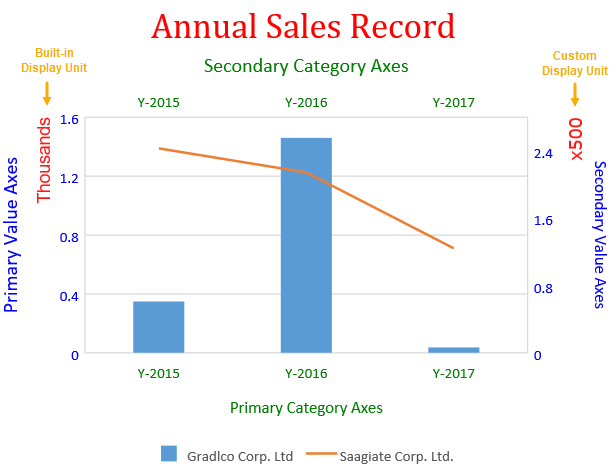 Annual Sales Record
Built-in
Display Unit
Secondary Category Axes
Custom
Display Unit
Y-2015 Y-2016 Y-2017
Primary Value Axes
Thousands
1.6
1.2
0.8
0.4
0
x500
2.4
1.6
0.8
0
Secondary Value Axes
Y-2015 Y-2016 Y-2017
Primary Category Axes
Gradlco Corp. Ltd Saagiate Corp. Ltd.